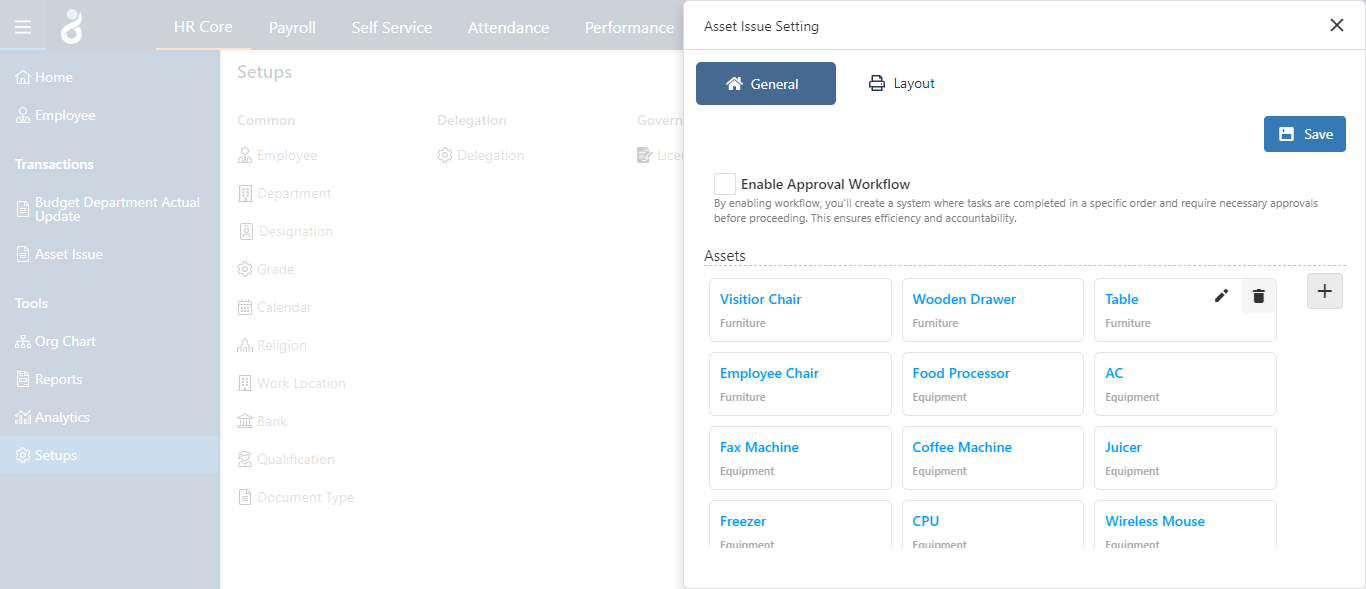 HR Core
Payroll
Self Service
Attendance
Performance
Home
Employee
Transactions
Budget Department Actual
Update
Asset Issue
Tools
Org Chart
Reports
Analytics
Setups
Setups
Common
Employee
Department
Designation
Grade
Calendar
Religion
Work Location
Bank
Qualification
Document Type
Delegation
Delegation
Govern
Licen
Asset Issue Setting
General
Layout
Save
Enable Approval Workflow
By enabling workflow, you'll create a system where tasks are completed in a specific order and require necessary approvals
before proceeding. This ensures efficiency and accountability.
Assets
Visitior Chair
Furniture
Wooden Drawer
Furniture
Table
Furniture
Employee Chair
Furniture
Food Processor
Equipment
AC
Equipment
Fax Machine
Equipment
Coffee Machine
Equipment
Juicer
Equipment
Freezer
Equipment
CPU
Equipment
Wireless Mouse
Equipment